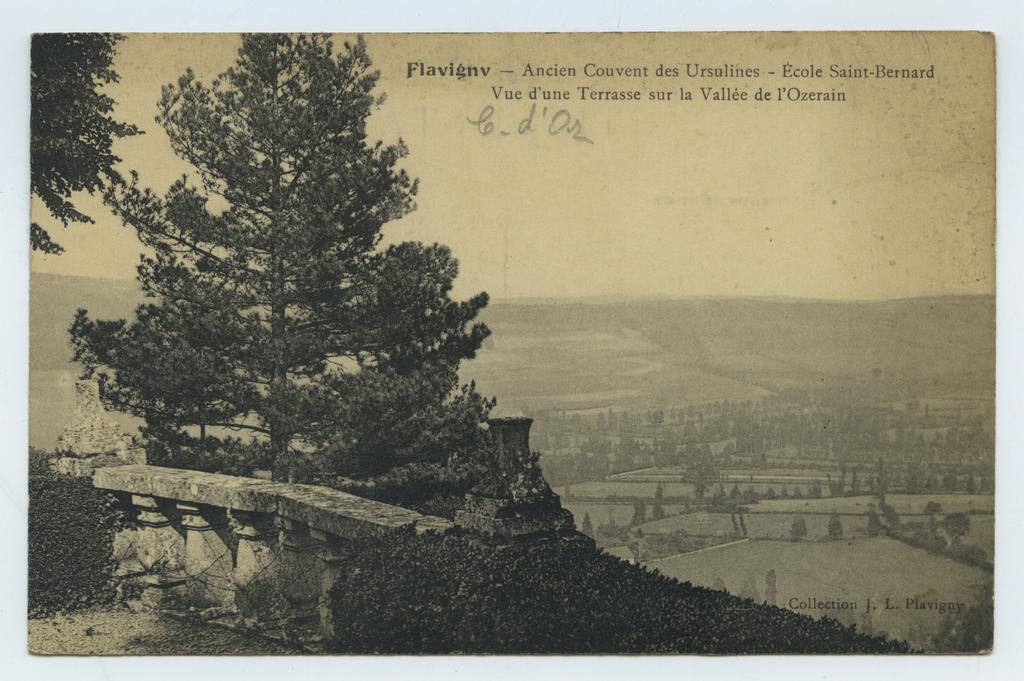 Flavigny — Ancien Couvent des Ursulines - École Saint-Bernard
Vue d'une Terrasse sur la Vallée de l'Ozerain
C. d'Or
Collection J. L. Flavigny